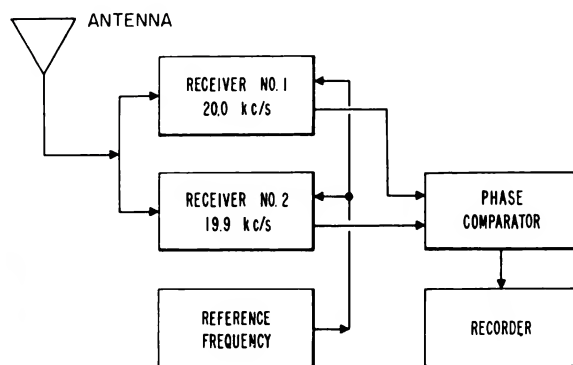 ANTENNA
RECEIVER NO. 1
20.0 kc/s
RECEIVER NO. 2
19.9 kc/s
PHASE
COMPARATOR
REFERENCE
FREQUENCY
RECORDER